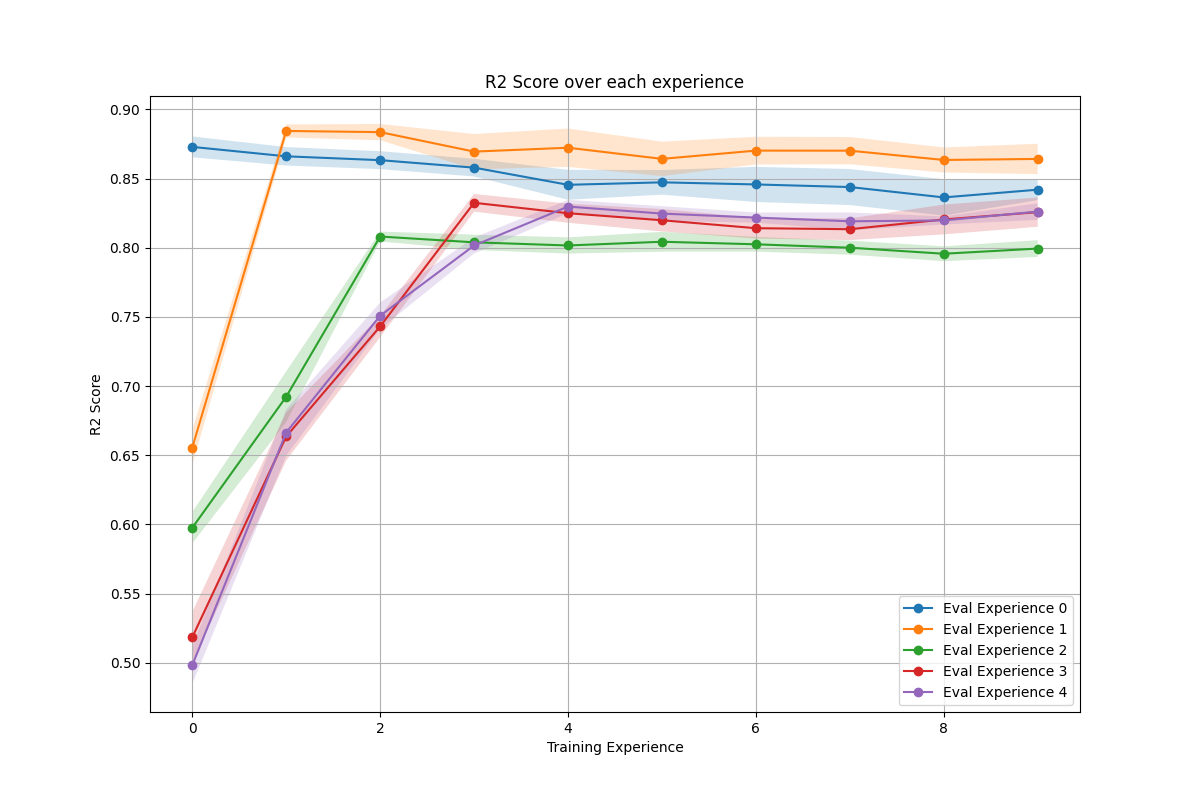 R2 Score over each experience
0.90
0.85
0.80
0.75
0.70
0.65
0.60
0.55
0.50
R2 Score
0 2 4 6 8
Training Experience
Eval Experience 0
Eval Experience 1
Eval Experience 2
Eval Experience 3
Eval Experience 4